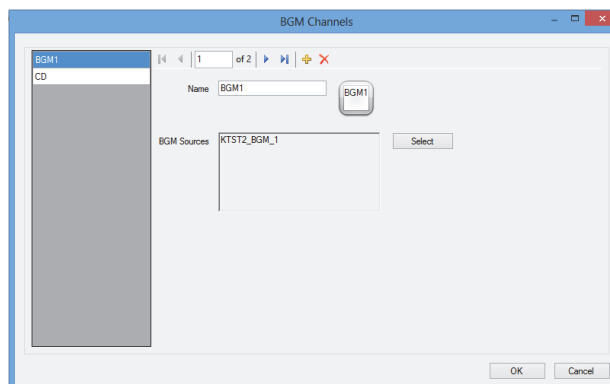 BGM Channels
BGM1
CD
1 of 2
Name BGM1
BGM1
BGM Sources KTST2_BGM_1
Select
OK Cancel